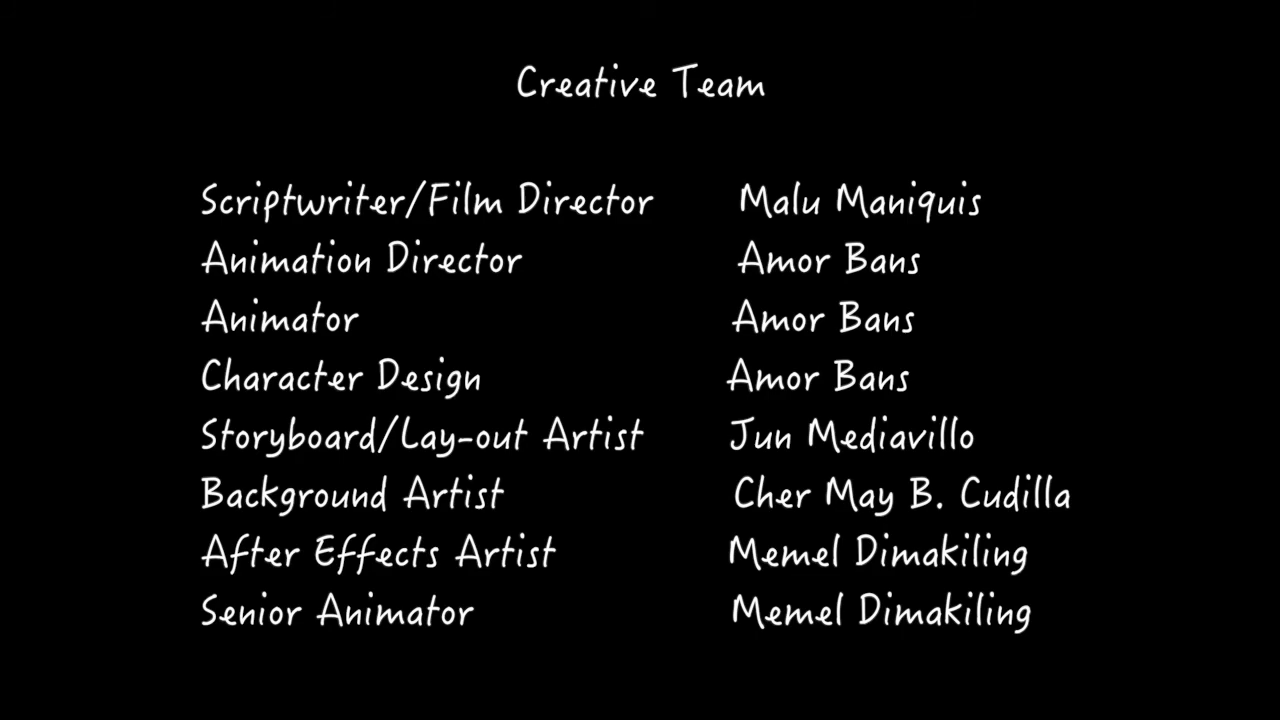 Creative Team
Scriptwriter/Film Director Malu Maniquis
Animation Director Amor Bans
Animator Amor Bans
Character Design Amor Bans
Storyboard/Lay-out Artist Jun Mediavillo
Background Artist Cher May B. Cudilla
After Effects Artist Memel Dimakiling
Senior Animator Memel Dimakiling